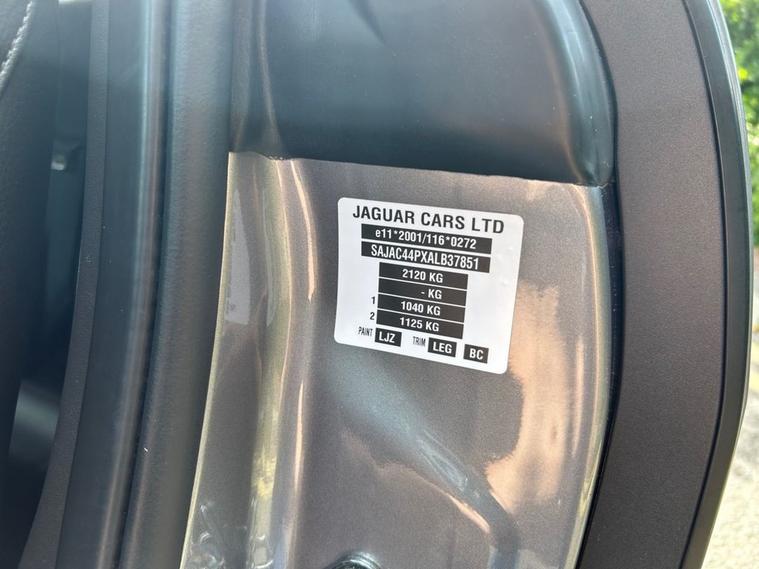 JAGUAR CARS LTD
e11*2001/116*0272
SAJAC44PXALB37851
2120 KG
- KG
1 1040 KG
2 1125 KG
PAINT LJZ TRIM LEG BC